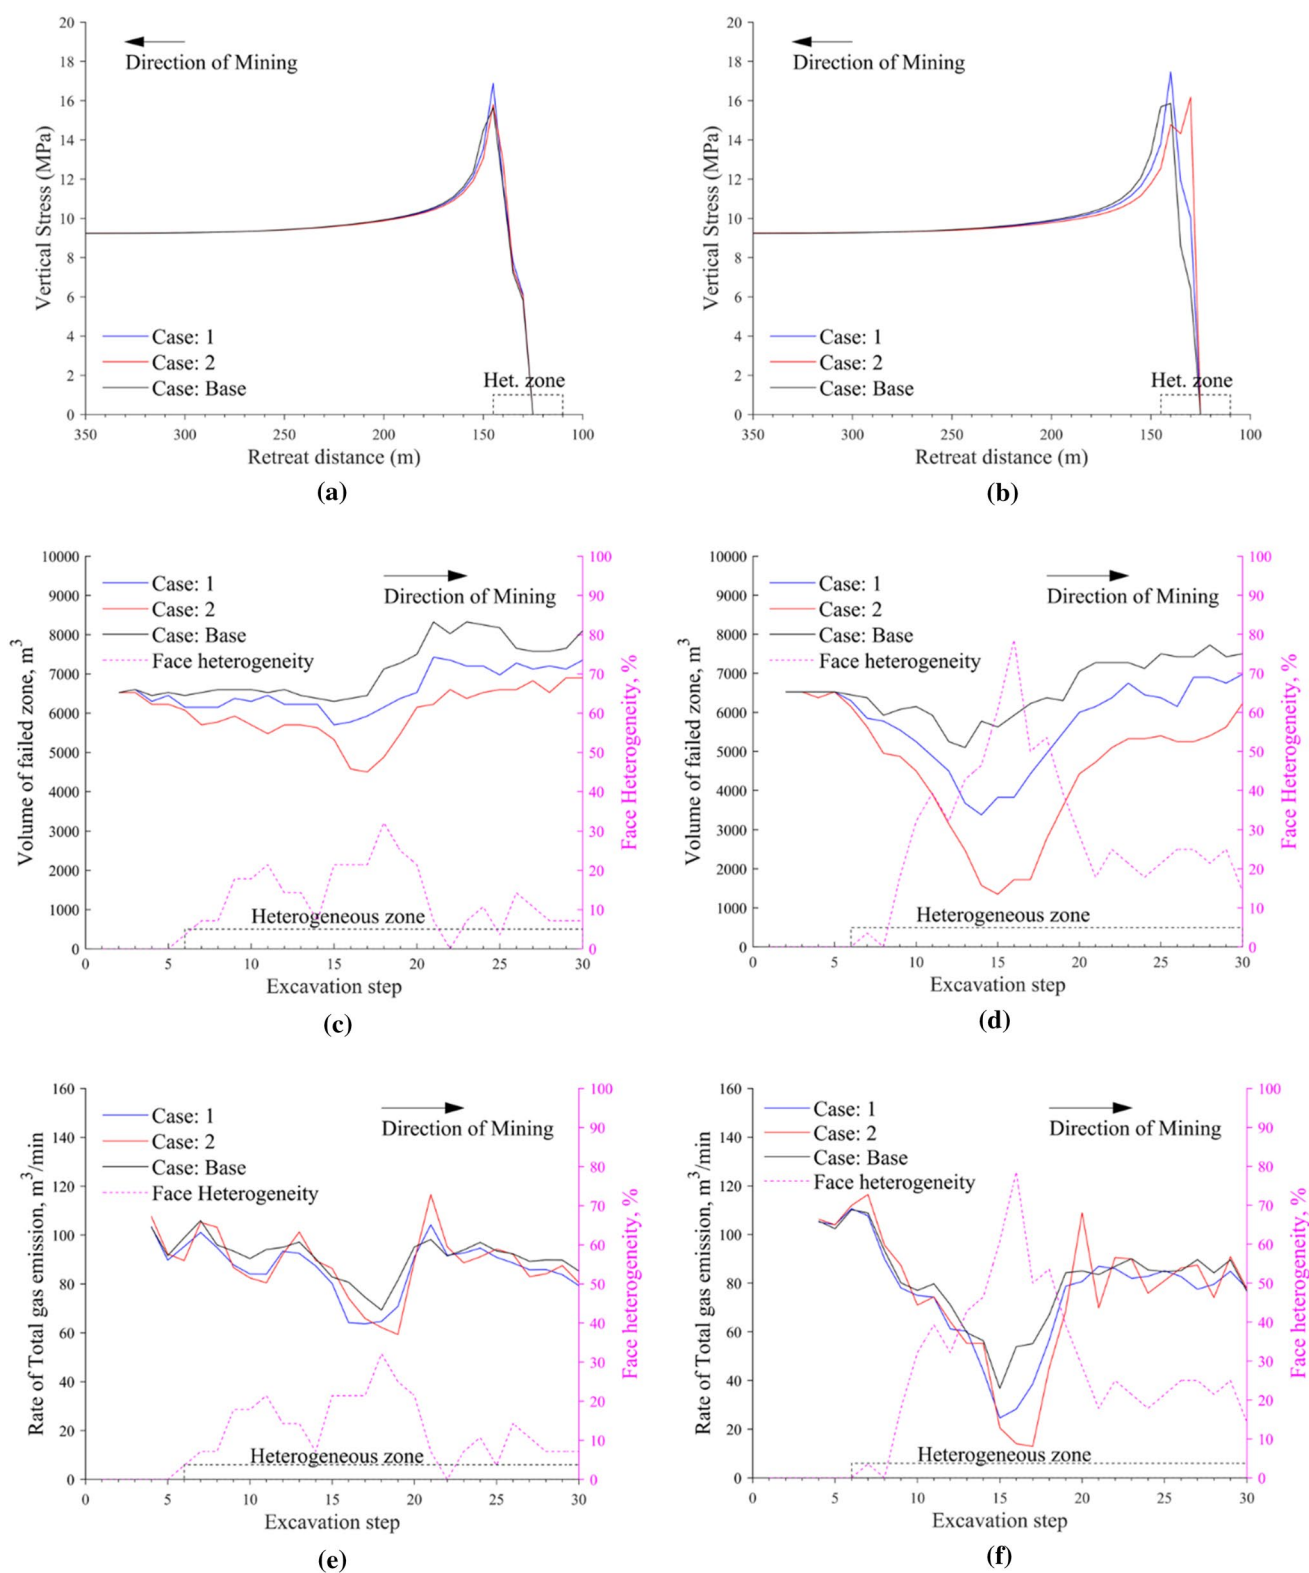 20
18
16
14
12
10
8
6
4
2
0
Vertical Stress (MPa)
Direction of Mining
Case: 1
Case: 2
Case: Base
Het. zone
350 300 250 200 150 100
Retreat distance (m)
(a)
20
18
16
14
12
10
8
6
4
2
0
Vertical Stress (MPa)
Direction of Mining
Case: 1
Case: 2
Case: Base
Het. zone
350 300 250 200 150 100
Retreat distance (m)
(b)
10000
9000
8000
7000
6000
5000
4000
3000
2000
1000
0
Volume of failed zone, m³
Case: 1
Case: 2
Case: Base
Face heterogeneity
Direction of Mining
Heterogeneous zone
100
90
80
70
60
50
40
30
20
10
0
Face Heterogeneity, %
0 5 10 15 20 25 30
Excavation step
(c)
10000
9000
8000
7000
6000
5000
4000
3000
2000
1000
0
Volume of failed zone, m³
Case: 1
Case: 2
Case: Base
Face heterogeneity
Direction of Mining
Heterogeneous zone
100
90
80
70
60
50
40
30
20
10
0
Face Heterogeneity, %
0 5 10 15 20 25 30
Excavation step
(d)
160
140
120
100
80
60
40
20
0
Rate of Total gas emission, m³/min
Case: 1
Case: 2
Case: Base
Face Heterogeneity
Direction of Mining
Heterogeneous zone
100
90
80
70
60
50
40
30
20
10
0
Face heterogeneity, %
0 5 10 15 20 25 30
Excavation step
(e)
160
140
120
100
80
60
40
20
0
Rate of Total gas emission, m³/min
Case: 1
Case: 2
Case: Base
Face heterogeneity
Direction of Mining
Heterogeneous zone
100
90
80
70
60
50
40
30
20
10
0
Face heterogeneity, %
0 5 10 15 20 25 30
Excavation step
(f)